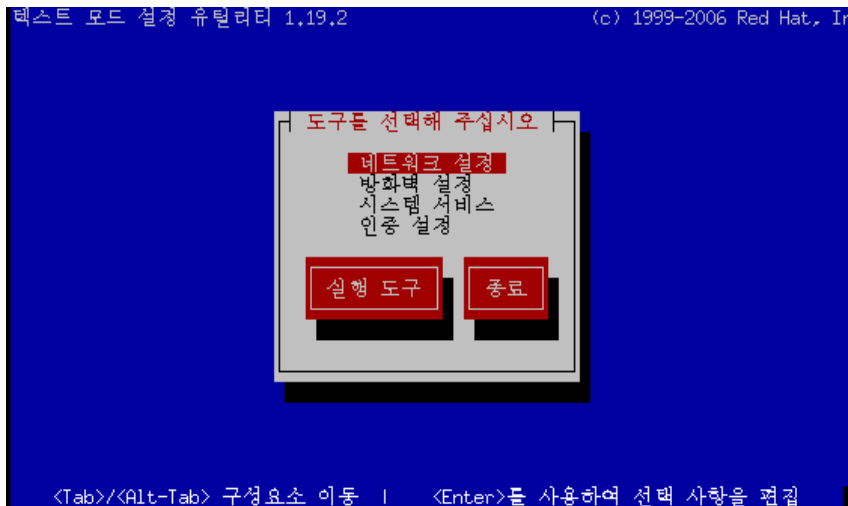 텍스트 모드 설정 유틸리티 1.19.2 (c) 1999-2006 Red Hat, In
도구를 선택해 주십시오
네트워크 설정
방화벽 설정
시스템 서비스
인증 설정
실행 도구 종료
<Tab>/<Alt-Tab> 구성요소 이동 | <Enter>를 사용하여 선택 사항을 편집